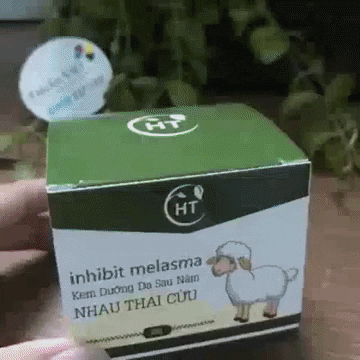 HT
HT
inhibit melasma
Kem Dưỡng Da Sau Nám
NHAU THAI CỪU